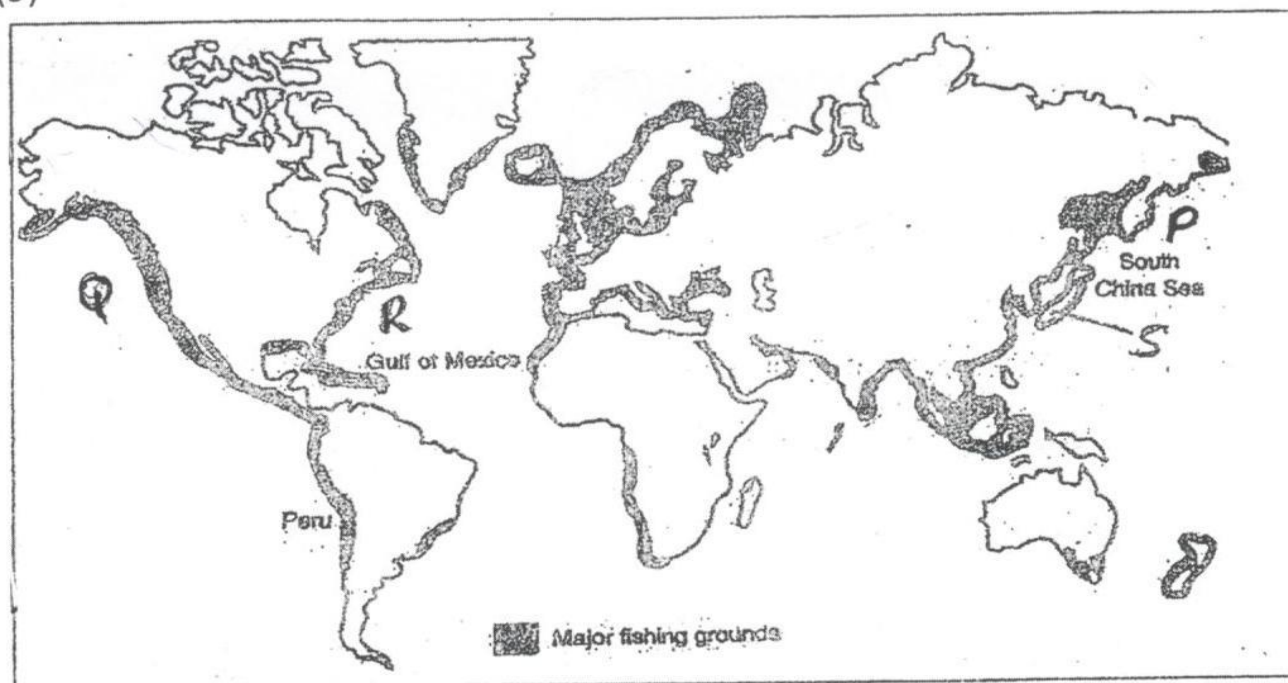 P
South
China Sea
Q
R
S
Gulf of Mexico
Peru
Major fishing grounds